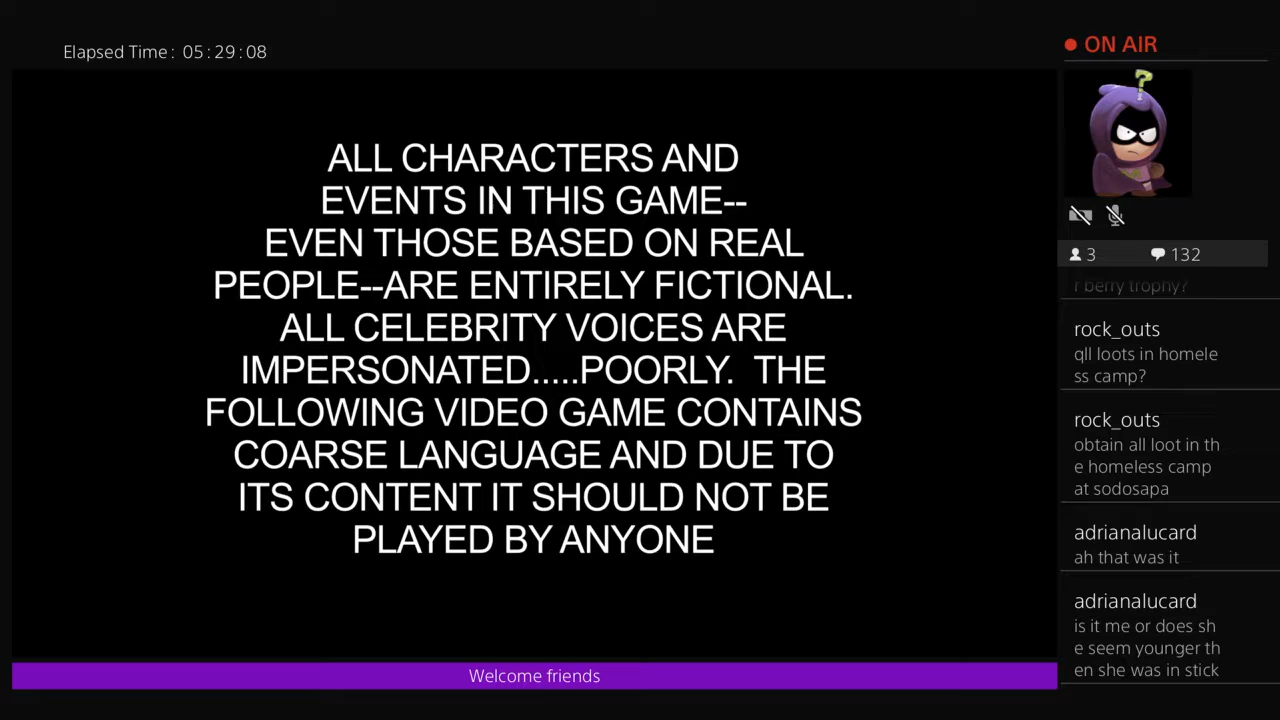 Elapsed Time: 05:29:08
ON AIR
ALL CHARACTERS AND
EVENTS IN THIS GAME--
EVEN THOSE BASED ON REAL
PEOPLE--ARE ENTIRELY FICTIONAL.
ALL CELEBRITY VOICES ARE
IMPERSONATED.....POORLY. THE
FOLLOWING VIDEO GAME CONTAINS
COARSE LANGUAGE AND DUE TO
ITS CONTENT IT SHOULD NOT BE
PLAYED BY ANYONE
Welcome friends
3 132
r berry trophy?
rock_outs
qll loots in homele
ss camp?
rock_outs
obtain all loot in th
e homeless camp
at sodosapa
adrianalucard
ah that was it
adrianalucard
is it me or does sh
e seem younger th
en she was in stick